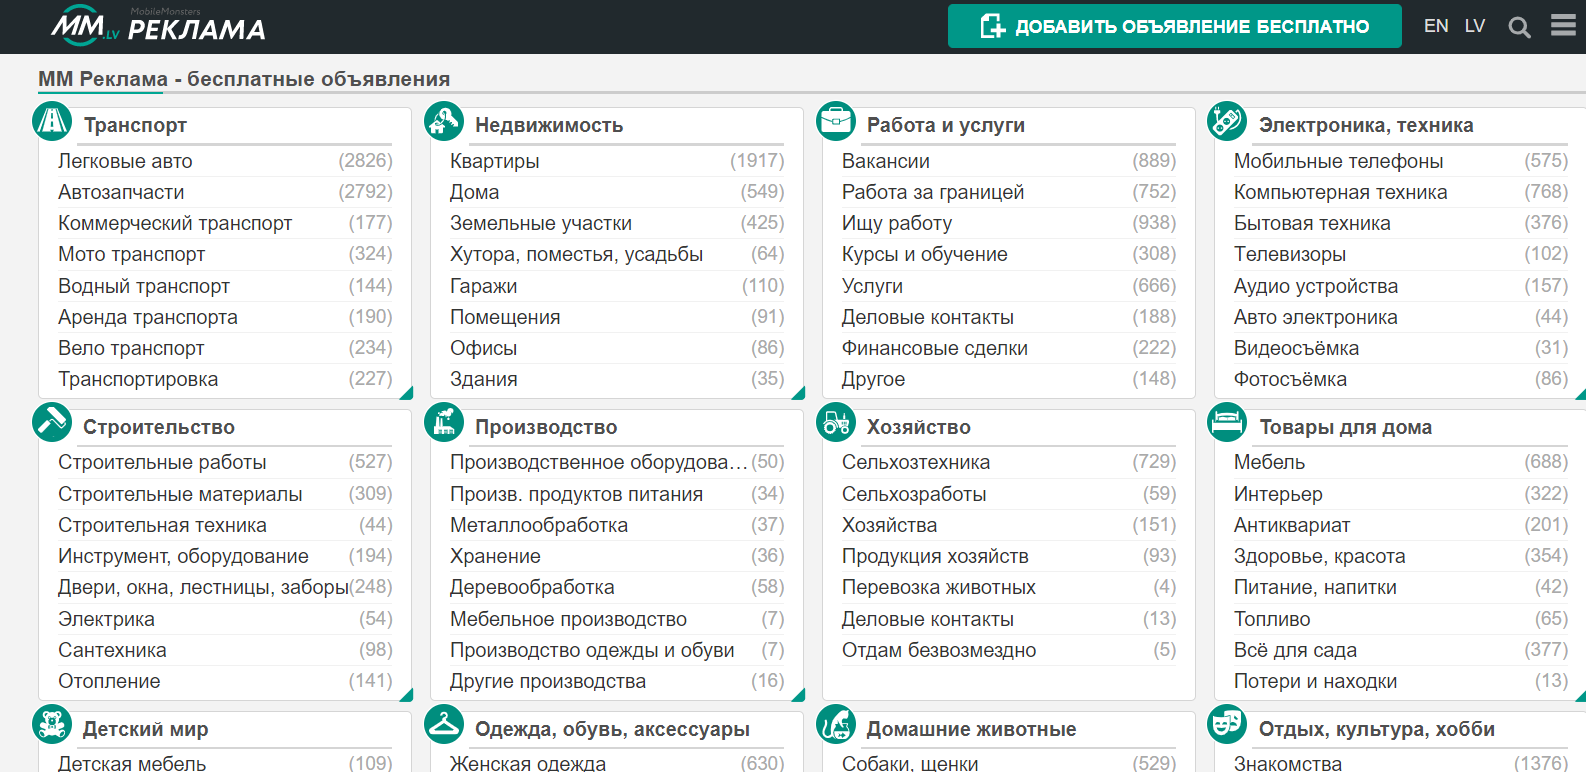 MobileMonsters
MM.LV РЕКЛАМА
ДОБАВИТЬ ОБЪЯВЛЕНИЕ БЕСПЛАТНО
EN LV
ММ Реклама - бесплатные объявления
Транспорт
Легковые авто (2826)
Автозапчасти (2792)
Коммерческий транспорт (177)
Мото транспорт (324)
Водный транспорт (144)
Аренда транспорта (190)
Вело транспорт (234)
Транспортировка (227)
Недвижимость
Квартиры (1917)
Дома (549)
Земельные участки (425)
Хутора, поместья, усадьбы (64)
Гаражи (110)
Помещения (91)
Офисы (86)
Здания (35)
Работа и услуги
Вакансии (889)
Работа за границей (752)
Ищу работу (938)
Курсы и обучение (308)
Услуги (666)
Деловые контакты (188)
Финансовые сделки (222)
Другое (148)
Электроника, техника
Мобильные телефоны (575)
Компьютерная техника (768)
Бытовая техника (376)
Телевизоры (102)
Аудио устройства (157)
Авто электроника (44)
Видеосъёмка (31)
Фотосъёмка (86)
Строительство
Строительные работы (527)
Строительные материалы (309)
Строительная техника (44)
Инструмент, оборудование (194)
Двери, окна, лестницы, заборы (248)
Электрика (54)
Сантехника (98)
Отопление (141)
Производство
Производственное оборудова... (50)
Произв. продуктов питания (34)
Металлообработка (37)
Хранение (36)
Деревообработка (58)
Мебельное производство (7)
Производство одежды и обуви (7)
Другие производства (16)
Хозяйство
Сельхозтехника (729)
Сельхозработы (59)
Хозяйства (151)
Продукция хозяйств (93)
Перевозка животных (4)
Деловые контакты (13)
Отдам безвозмездно (5)
Товары для дома
Мебель (688)
Интерьер (322)
Антиквариат (201)
Здоровье, красота (354)
Питание, напитки (42)
Топливо (65)
Всё для сада (377)
Потери и находки (13)
Детский мир
Детская мебель (109)
Одежда, обувь, аксессуары
Женская одежда (630)
Домашние животные
Собаки, щенки (529)
Отдых, культура, хобби
Знакомства (1376)